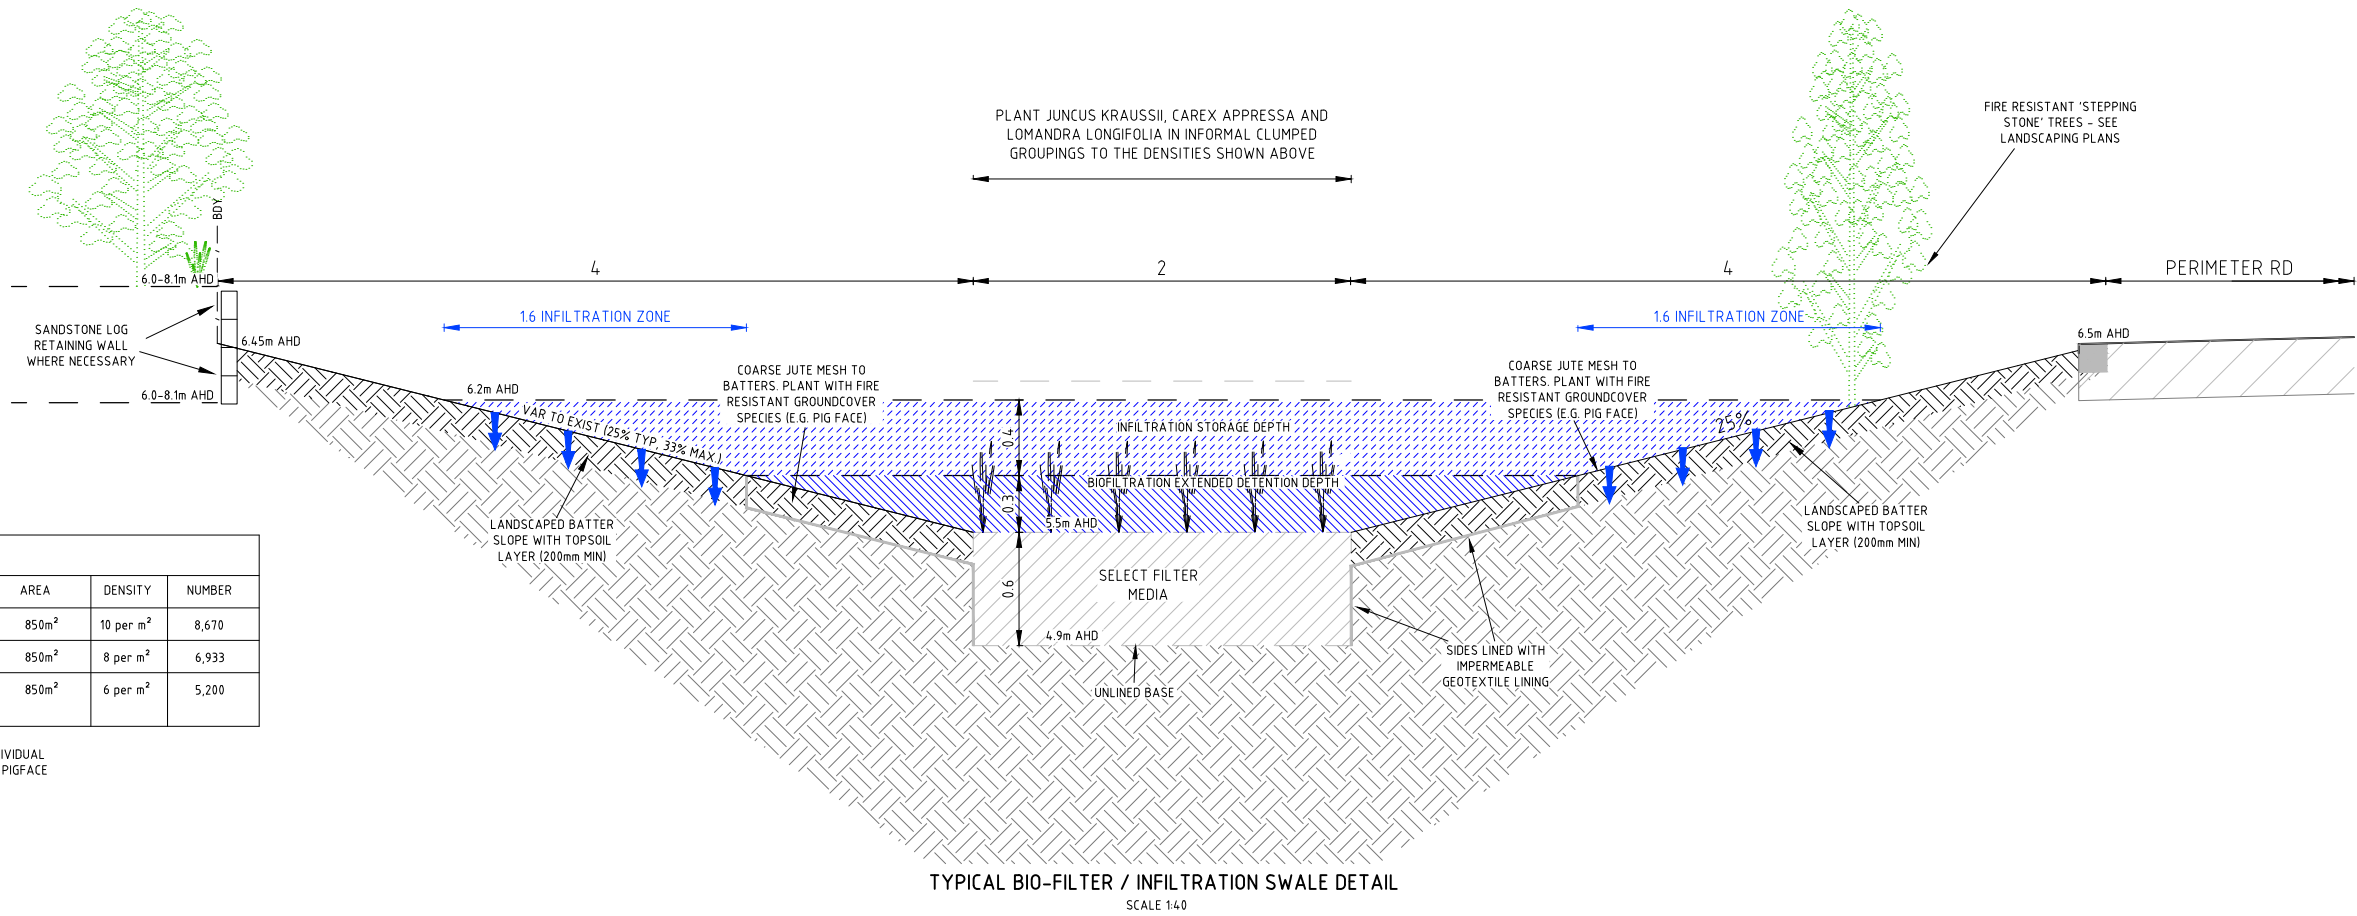 PLANT JUNCUS KRAUSSII, CAREX APPRESSA AND
LOMANDRA LONGIFOLIA IN INFORMAL CLUMPED
GROUPINGS TO THE DENSITIES SHOWN ABOVE
FIRE RESISTANT 'STEPPING
STONE' TREES - SEE
LANDSCAPING PLANS
BDY
6.0-8.1m AHD
4
2
4
PERIMETER RD
1.6 INFILTRATION ZONE
1.6 INFILTRATION ZONE
SANDSTONE LOG
RETAINING WALL
WHERE NECESSARY
6.45m AHD
6.5m AHD
6.0-8.1m AHD
6.2m AHD
COARSE JUTE MESH TO
BATTERS. PLANT WITH FIRE
RESISTANT GROUNDCOVER
SPECIES (E.G. PIG FACE)
COARSE JUTE MESH TO
BATTERS. PLANT WITH FIRE
RESISTANT GROUNDCOVER
SPECIES (E.G. PIG FACE)
VAR TO EXIST (25% TYP. 33% MAX.)
25%
0.4
INFILTRATION STORAGE DEPTH
BIOFILTRATION EXTENDED DETENTION DEPTH
0.3
5.5m AHD
LANDSCAPED BATTER
SLOPE WITH TOPSOIL
LAYER (200mm MIN)
LANDSCAPED BATTER
SLOPE WITH TOPSOIL
LAYER (200mm MIN)
0.6
SELECT FILTER
MEDIA
4.9m AHD
UNLINED BASE
SIDES LINED WITH
IMPERMEABLE
GEOTEXTILE LINING
AREA DENSITY NUMBER
850m² 10 per m² 8,670
850m² 8 per m² 6,933
850m² 6 per m² 5,200
IVIDUAL
PIGFACE
TYPICAL BIO-FILTER / INFILTRATION SWALE DETAIL
SCALE 1:40